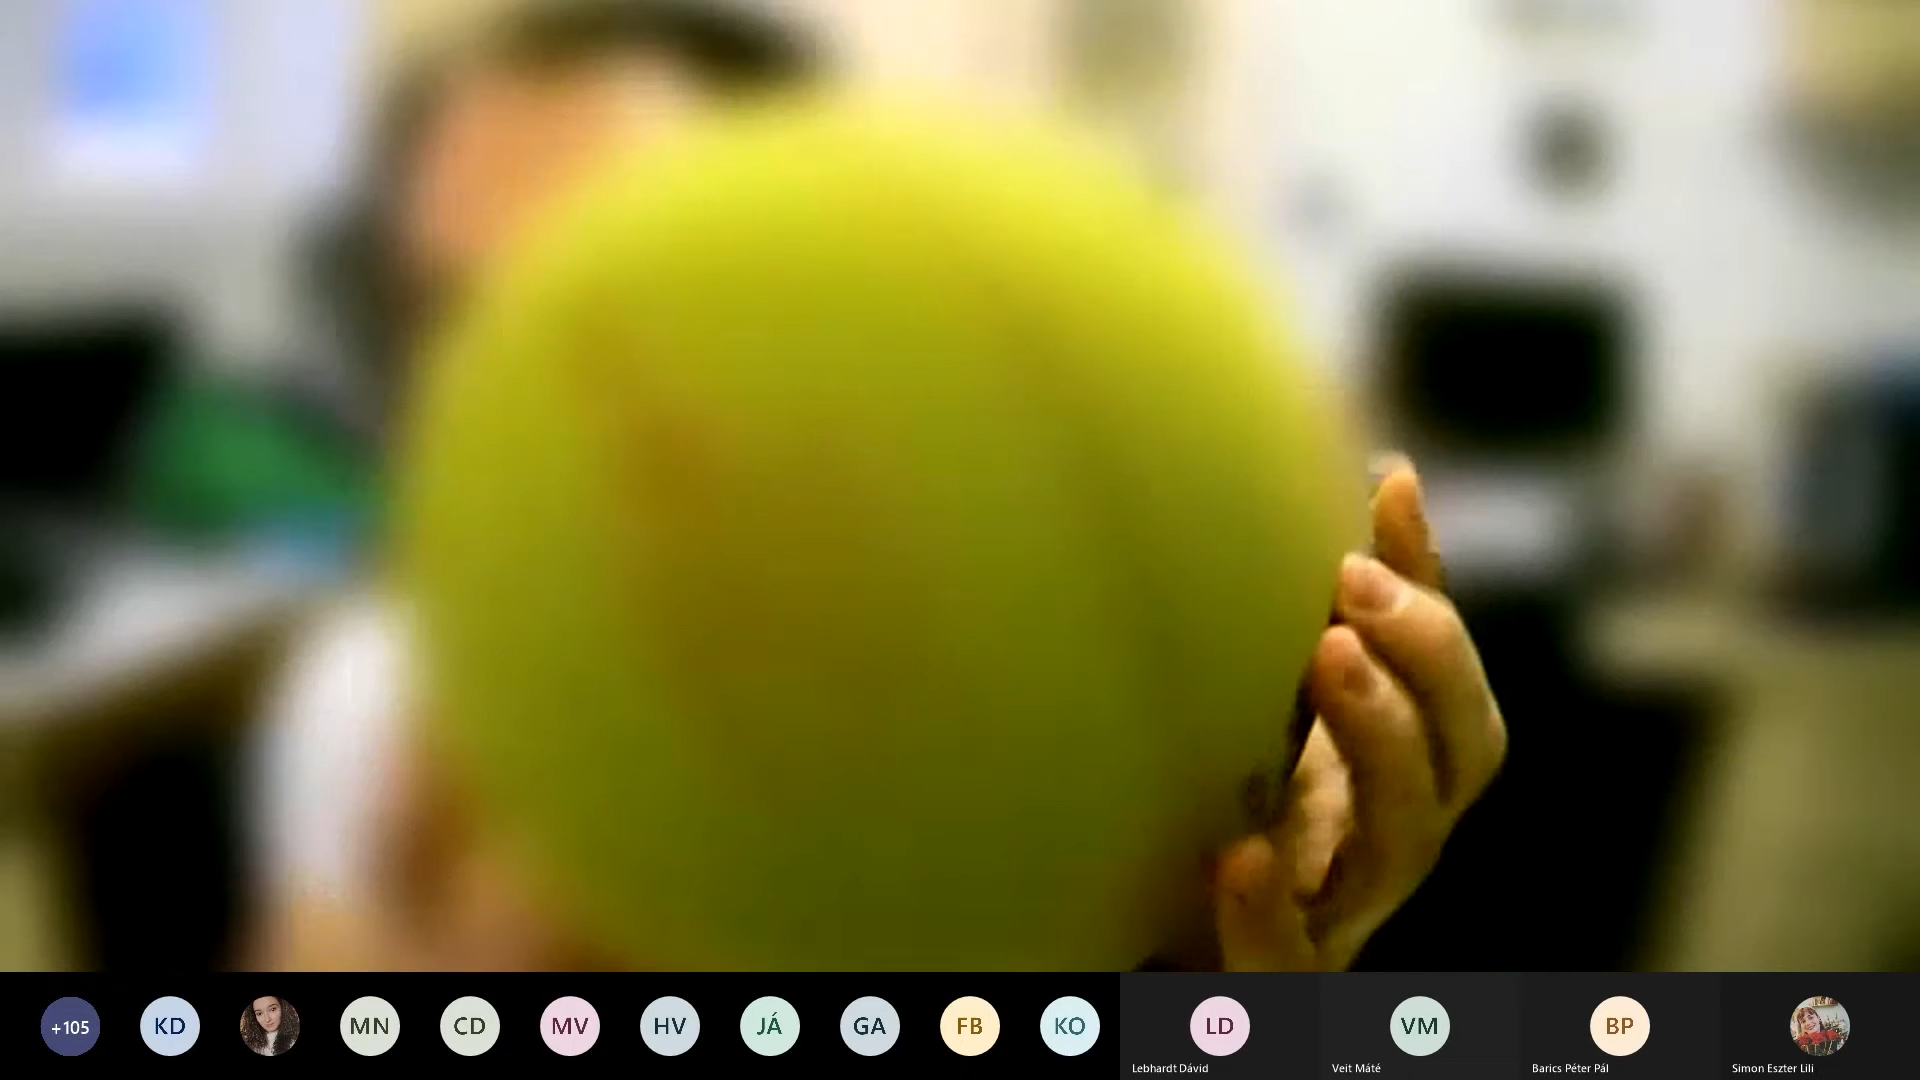 +105
KD
MN
CD
MV
HV
JÁ
GA
FB
KO
LD
VM
BP
Lebhardt Dávid
Veit Máté
Barics Péter Pál
Simon Eszter Lili